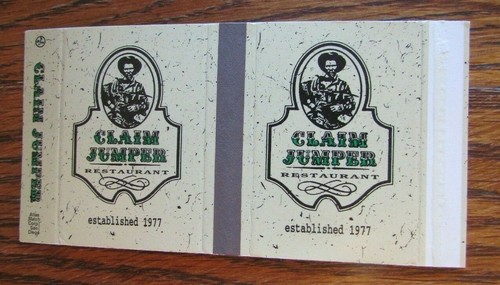 CLAIM JUMPER
CLAIM
JUMPER
RESTAURANT
established 1977
CLAIM
JUMPER
RESTAURANT
established 1977